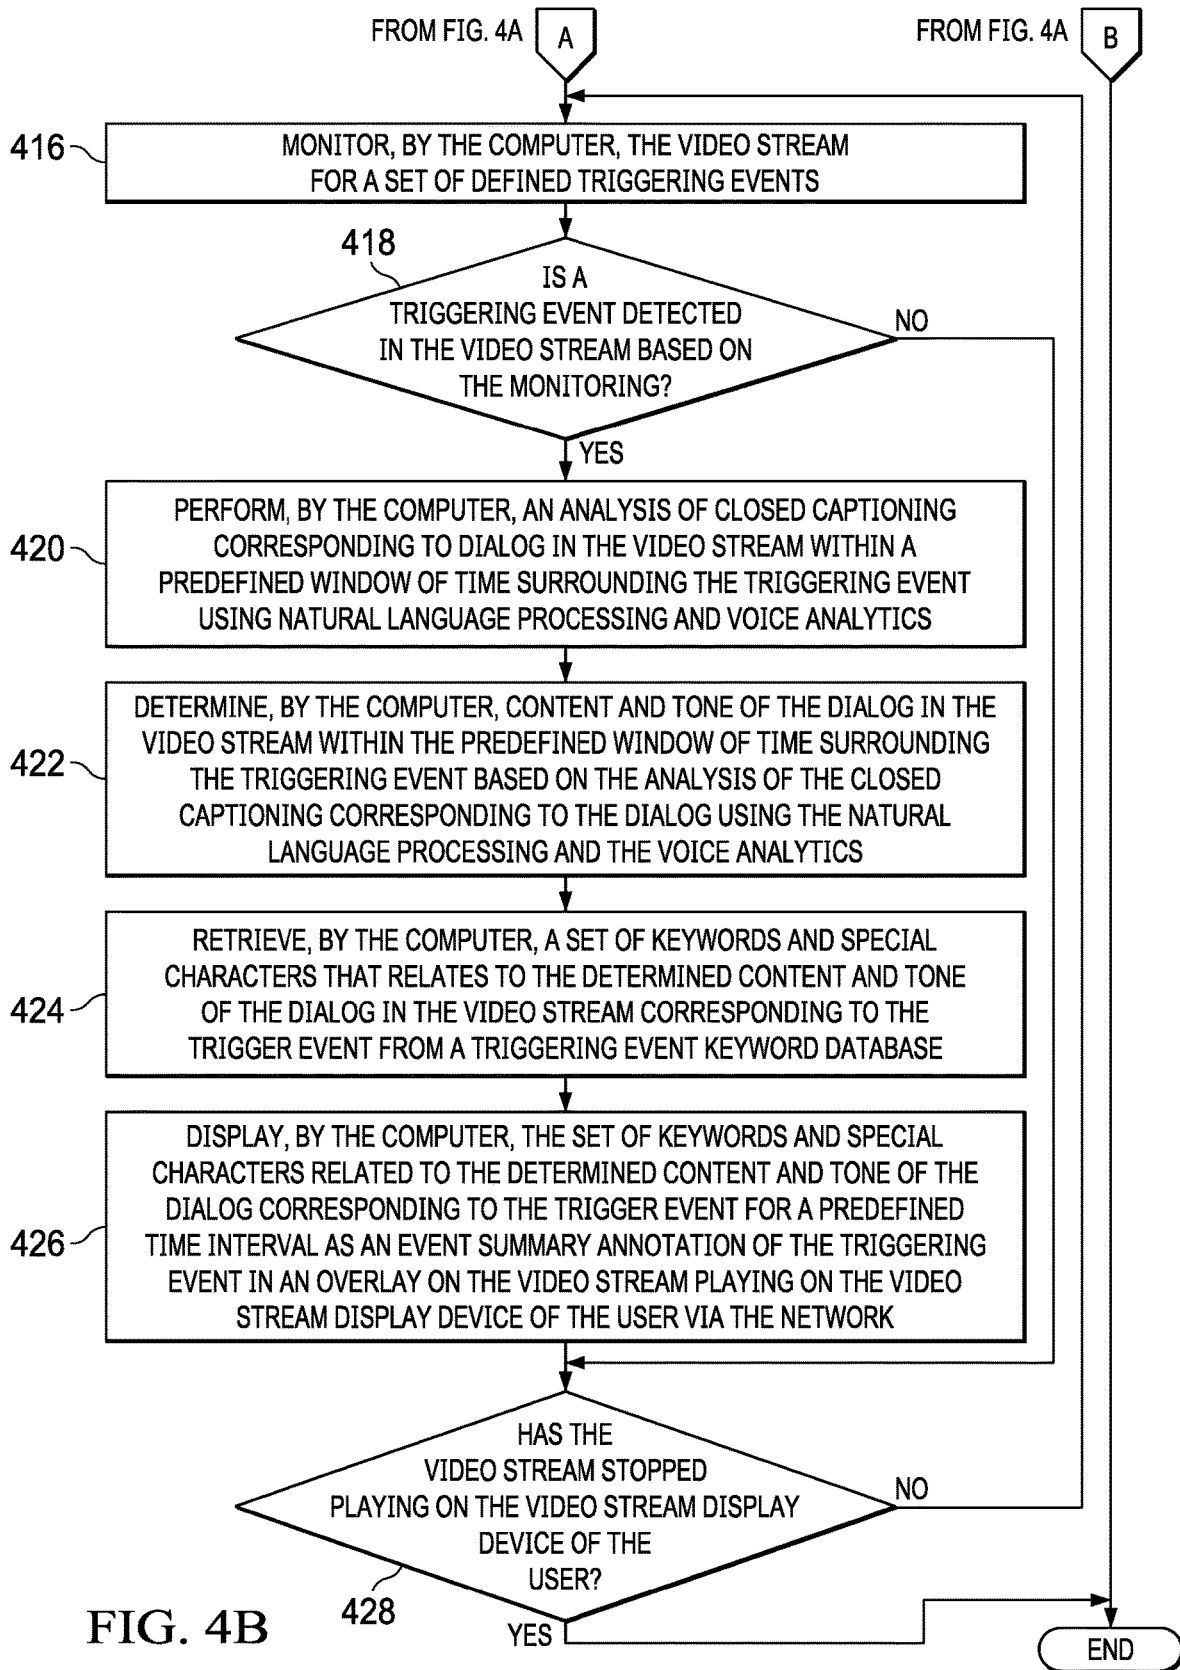 FROM FIG. 4A
A
FROM FIG. 4A
B
416
MONITOR, BY THE COMPUTER, THE VIDEO STREAM
FOR A SET OF DEFINED TRIGGERING EVENTS
418
IS A
TRIGGERING EVENT DETECTED
IN THE VIDEO STREAM BASED ON
THE MONITORING?
NO
YES
420
PERFORM, BY THE COMPUTER, AN ANALYSIS OF CLOSED CAPTIONING
CORRESPONDING TO DIALOG IN THE VIDEO STREAM WITHIN A
PREDEFINED WINDOW OF TIME SURROUNDING THE TRIGGERING EVENT
USING NATURAL LANGUAGE PROCESSING AND VOICE ANALYTICS
422
DETERMINE, BY THE COMPUTER, CONTENT AND TONE OF THE DIALOG IN THE
VIDEO STREAM WITHIN THE PREDEFINED WINDOW OF TIME SURROUNDING
THE TRIGGERING EVENT BASED ON THE ANALYSIS OF THE CLOSED
CAPTIONING CORRESPONDING TO THE DIALOG USING THE NATURAL
LANGUAGE PROCESSING AND THE VOICE ANALYTICS
424
RETRIEVE, BY THE COMPUTER, A SET OF KEYWORDS AND SPECIAL
CHARACTERS THAT RELATES TO THE DETERMINED CONTENT AND TONE
OF THE DIALOG IN THE VIDEO STREAM CORRESPONDING TO THE
TRIGGER EVENT FROM A TRIGGERING EVENT KEYWORD DATABASE
426
DISPLAY, BY THE COMPUTER, THE SET OF KEYWORDS AND SPECIAL
CHARACTERS RELATED TO THE DETERMINED CONTENT AND TONE OF THE
DIALOG CORRESPONDING TO THE TRIGGER EVENT FOR A PREDEFINED
TIME INTERVAL AS AN EVENT SUMMARY ANNOTATION OF THE TRIGGERING
EVENT IN AN OVERLAY ON THE VIDEO STREAM PLAYING ON THE VIDEO
STREAM DISPLAY DEVICE OF THE USER VIA THE NETWORK
HAS THE
VIDEO STREAM STOPPED
PLAYING ON THE VIDEO STREAM DISPLAY
DEVICE OF THE
USER?
NO
428
YES
FIG. 4B
END